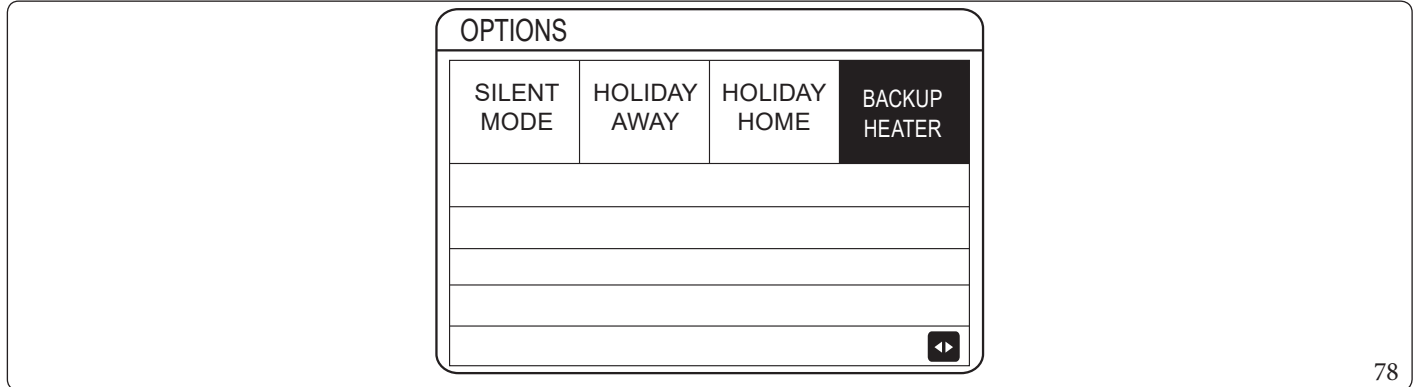 OPTIONS
SILENT MODE
HOLIDAY AWAY
HOLIDAY HOME
BACKUP HEATER
78